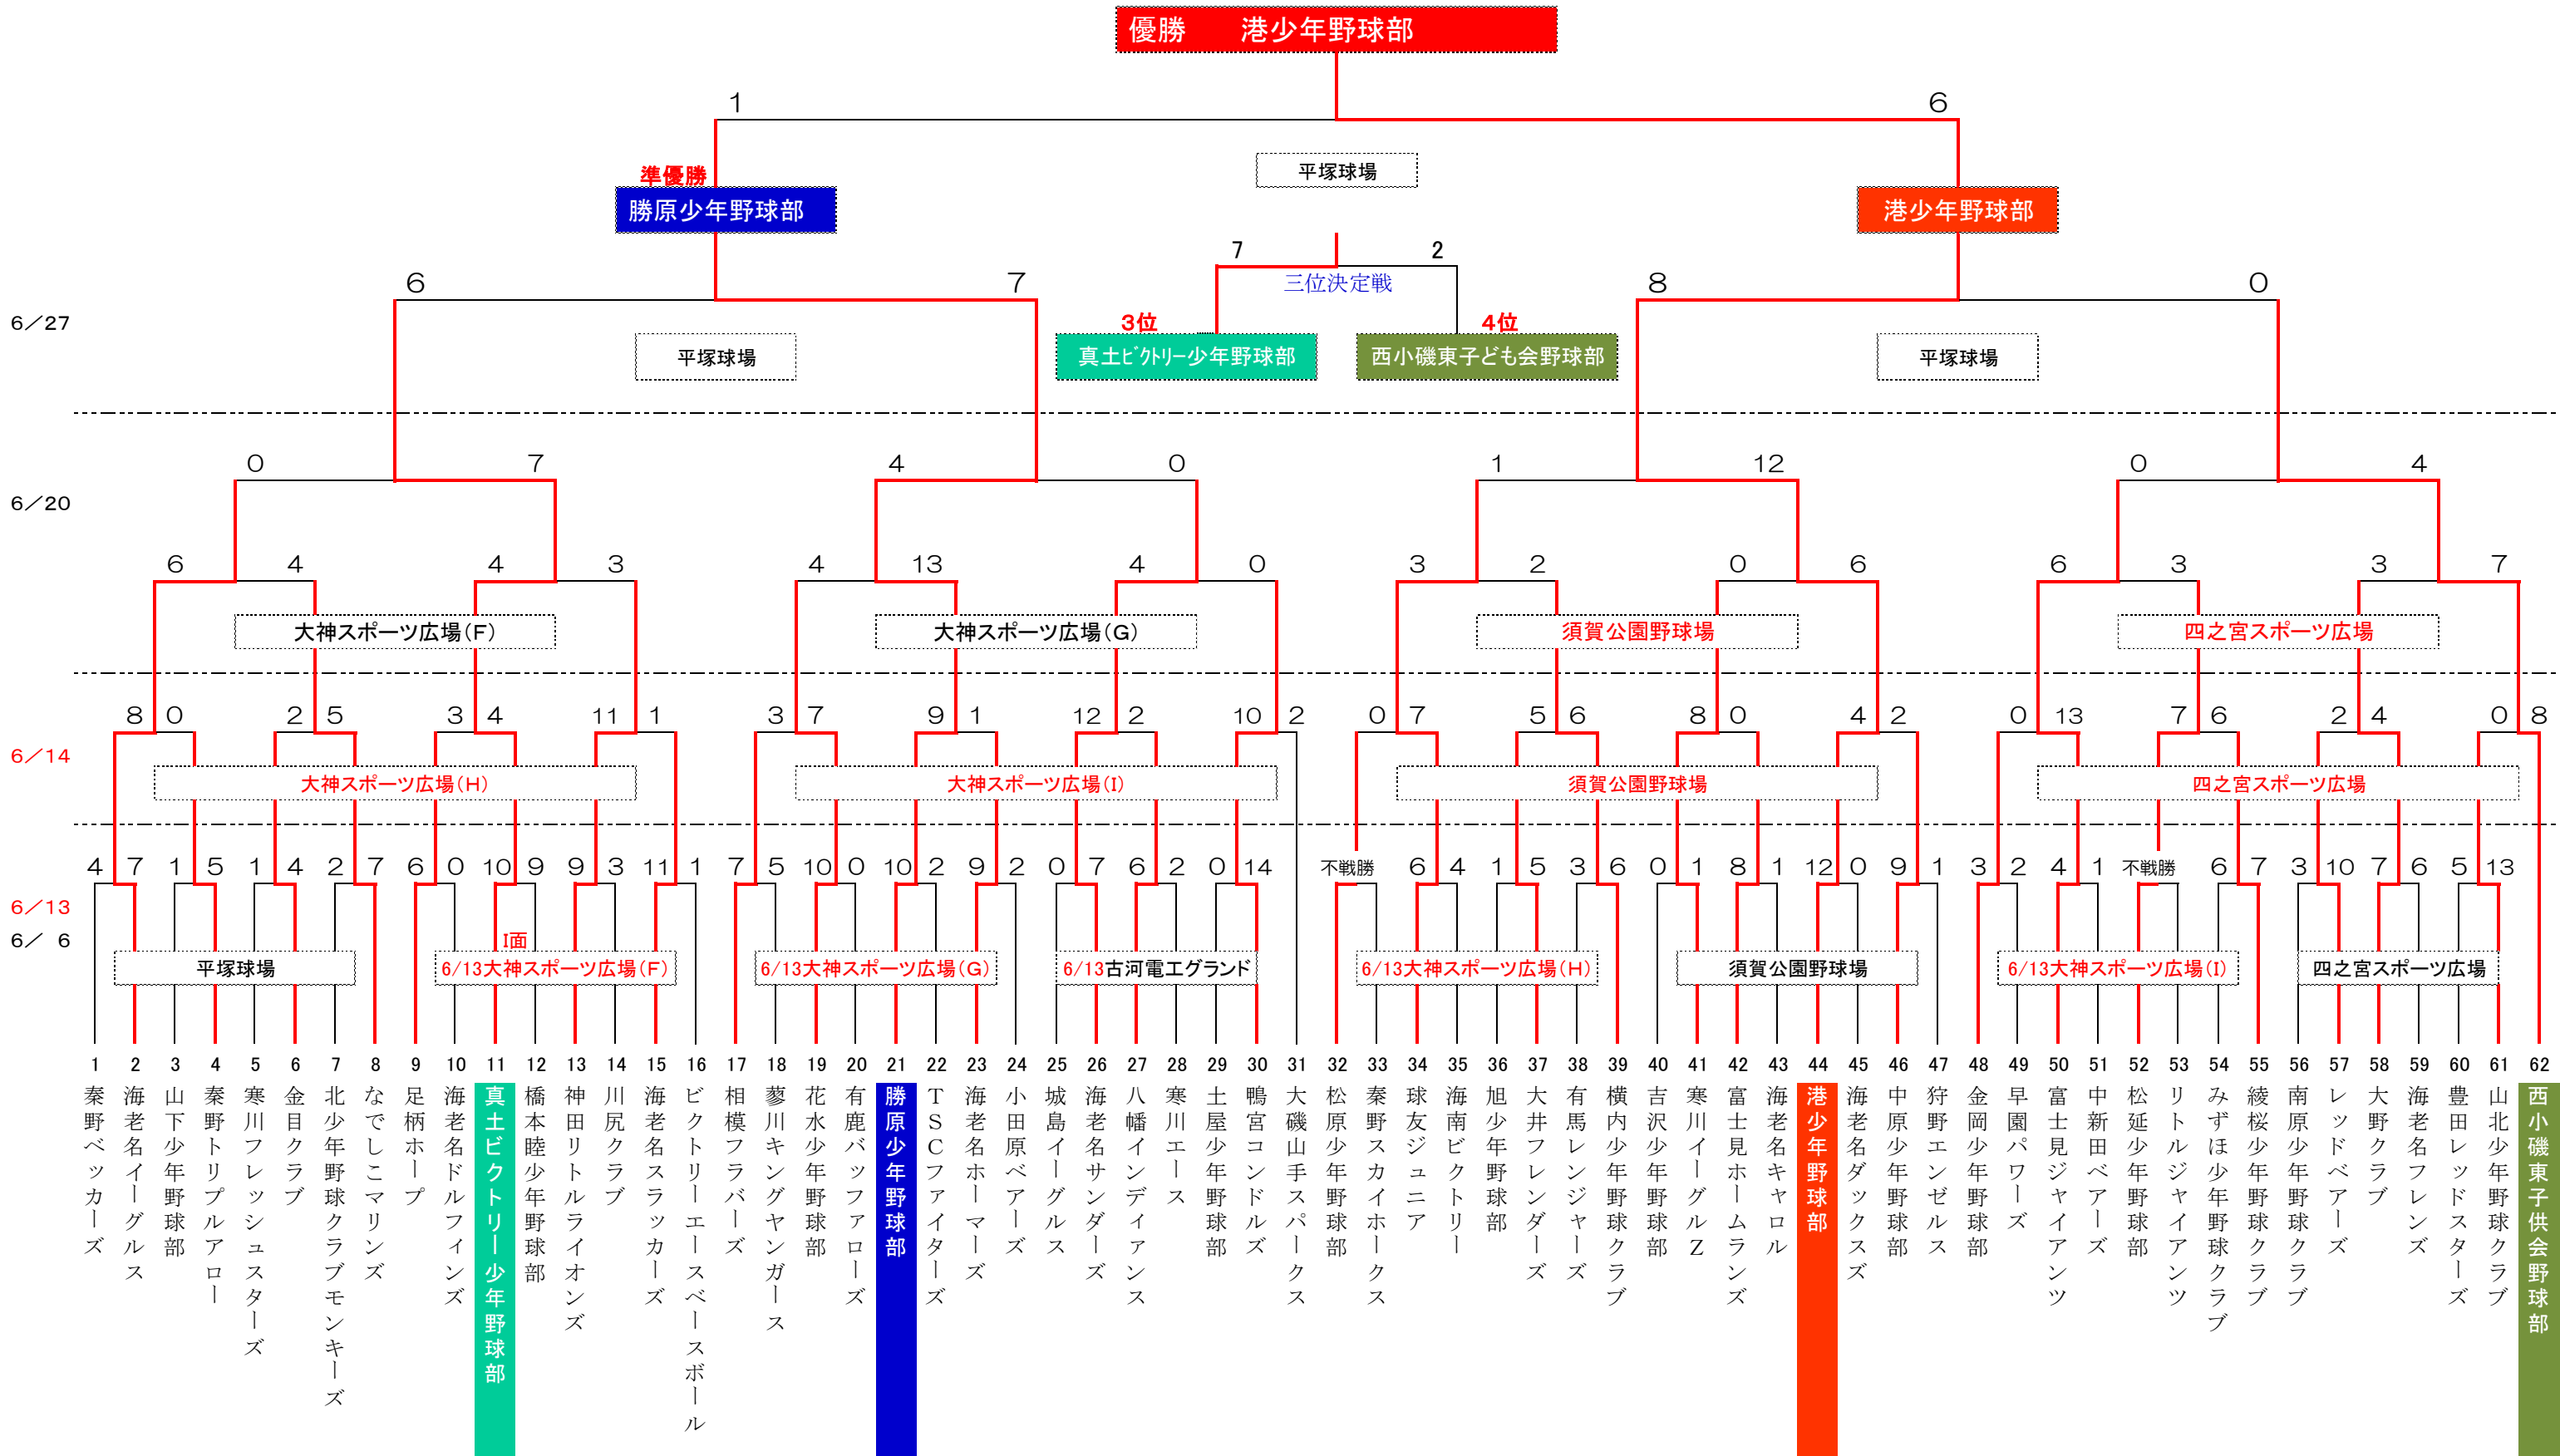 優勝　　港少年野球部
1 6
平塚球場
準優勝
勝原少年野球部 港少年野球部
7 2
三位決定戦
6 7 8 0
6／27
3位 4位
平塚球場 真土ビクトリー少年野球部 西小磯東子ども会野球部 平塚球場
0 7 4 0 1 12 0 4
6／20
6 4 4 3 4 13 4 0 3 2 0 6 6 3 3 7
大神スポーツ広場(F) 大神スポーツ広場(G) 須賀公園野球場 四之宮スポーツ広場
8 0 2 5 3 4 11 1 3 7 9 1 12 2 10 2 0 7 5 6 8 0 4 2 0 13 7 6 2 4 0 8
6／14
大神スポーツ広場(H) 大神スポーツ広場(I) 須賀公園野球場 四之宮スポーツ広場
4 7 1 5 1 4 2 7 6 0 10 9 9 3 11 1 7 5 10 0 10 2 9 2 0 7 6 2 0 14 不戦勝 6 4 1 5 3 6 0 1 8 1 12 0 9 1 3 2 4 1 不戦勝 6 7 3 10 7 6 5 13
6／13
6／ 6
I面
平塚球場 6/13大神スポーツ広場(F) 6/13大神スポーツ広場(G) 6/13古河電工グランド 6/13大神スポーツ広場(H) 須賀公園野球場 6/13大神スポーツ広場(I) 四之宮スポーツ広場
1 秦野ベッカーズ
2 海老名イーグルス
3 山下少年野球部
4 秦野トリプルアロー
5 寒川フレッシュスターズ
6 金目クラブ
7 北少年野球クラブモンキーズ
8 なでしこマリンズ
9 足柄ホープ
10 海老名ドルフィンズ
11 真土ビクトリー少年野球部
12 橋本睦少年野球部
13 神田リトルライオンズ
14 川尻クラブ
15 海老名スラッカーズ
16 ビクトリーエースベースボール
17 相模フラバーズ
18 蓼川キングヤンガース
19 花水少年野球部
20 有鹿バッファローズ
21 勝原少年野球部
22 TSCファイターズ
23 海老名ホーマーズ
24 小田原ベアーズ
25 城島イーグルス
26 海老名サンダーズ
27 八幡インディアンス
28 寒川エース
29 土屋少年野球部
30 鴨宮コンドルズ
31 大磯山手スパークス
32 松原少年野球部
33 秦野スカイホークス
34 球友ジュニア
35 海南ビクトリー
36 旭少年野球部
37 大井フレンダーズ
38 有馬レンジャーズ
39 横内少年野球クラブ
40 吉沢少年野球部
41 寒川イーグルZ
42 富士見ホームランズ
43 海老名キャロル
44 港少年野球部
45 海老名ダックスズ
46 中原少年野球部
47 狩野エンゼルス
48 金岡少年野球部
49 早園パワーズ
50 富士見ジャイアンツ
51 中新田ベアーズ
52 松延少年野球部
53 リトルジャイアンツ
54 みずほ少年野球クラブ
55 綾桜少年野球クラブ
56 南原少年野球クラブ
57 レッドベアーズ
58 大野クラブ
59 海老名フレンズ
60 豊田レッドスターズ
61 山北少年野球クラブ
62 西小磯東子供会野球部